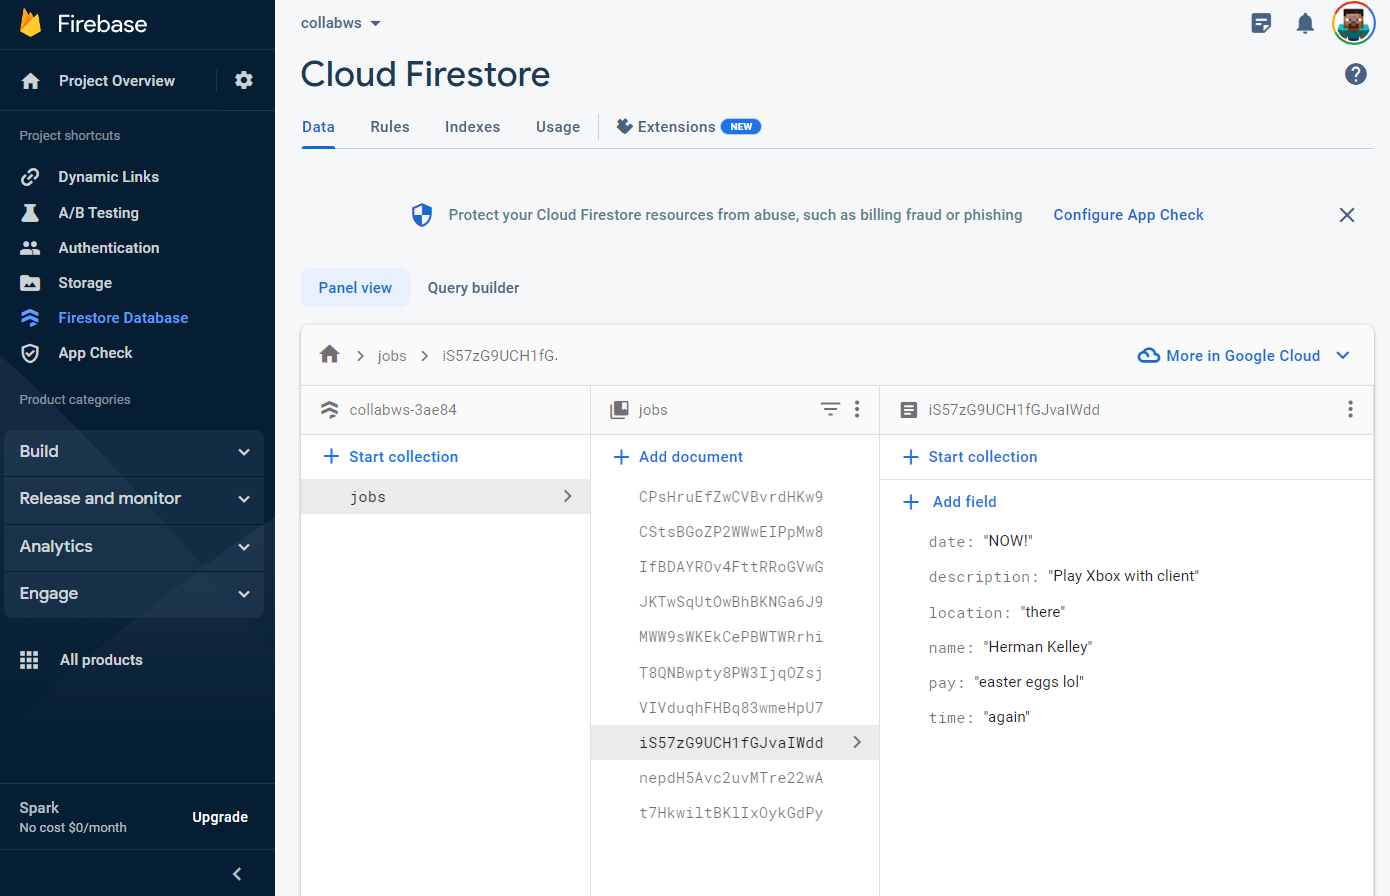 Firebase
Project Overview
Project shortcuts
Dynamic Links
A/B Testing
Authentication
Storage
Firestore Database
App Check
Product categories
Build
Release and monitor
Analytics
Engage
All products
Spark
No cost $0/month
Upgrade
collabws
Cloud Firestore
Data Rules Indexes Usage Extensions NEW
Protect your Cloud Firestore resources from abuse, such as billing fraud or phishing Configure App Check
Panel view Query builder
jobs iS57zG9UCH1fG.
More in Google Cloud
collabws-3ae84
Start collection
jobs
jobs
Add document
CPsHruEfZwCVBvrdHKw9
CStsBGoZP2WWwEIPpMw8
IfBDAYROv4FttRRoGVwG
JKTwSqUtOwBhBKNGa6J9
MWW9sWKEkCePBWTWRrhi
T8QNBwpty8PW3IjqOZsj
VIVduqhFHBq83wmeHpU7
iS57zG9UCH1fGJvaIWdd
nepdH5Avc2uvMTre22wA
t7HkwiltBKlIxOykGdPy
iS57zG9UCH1fGJvaIWdd
Start collection
Add field
date: "NOW!"
description: "Play Xbox with client"
location: "there"
name: "Herman Kelley"
pay: "easter eggs lol"
time: "again"